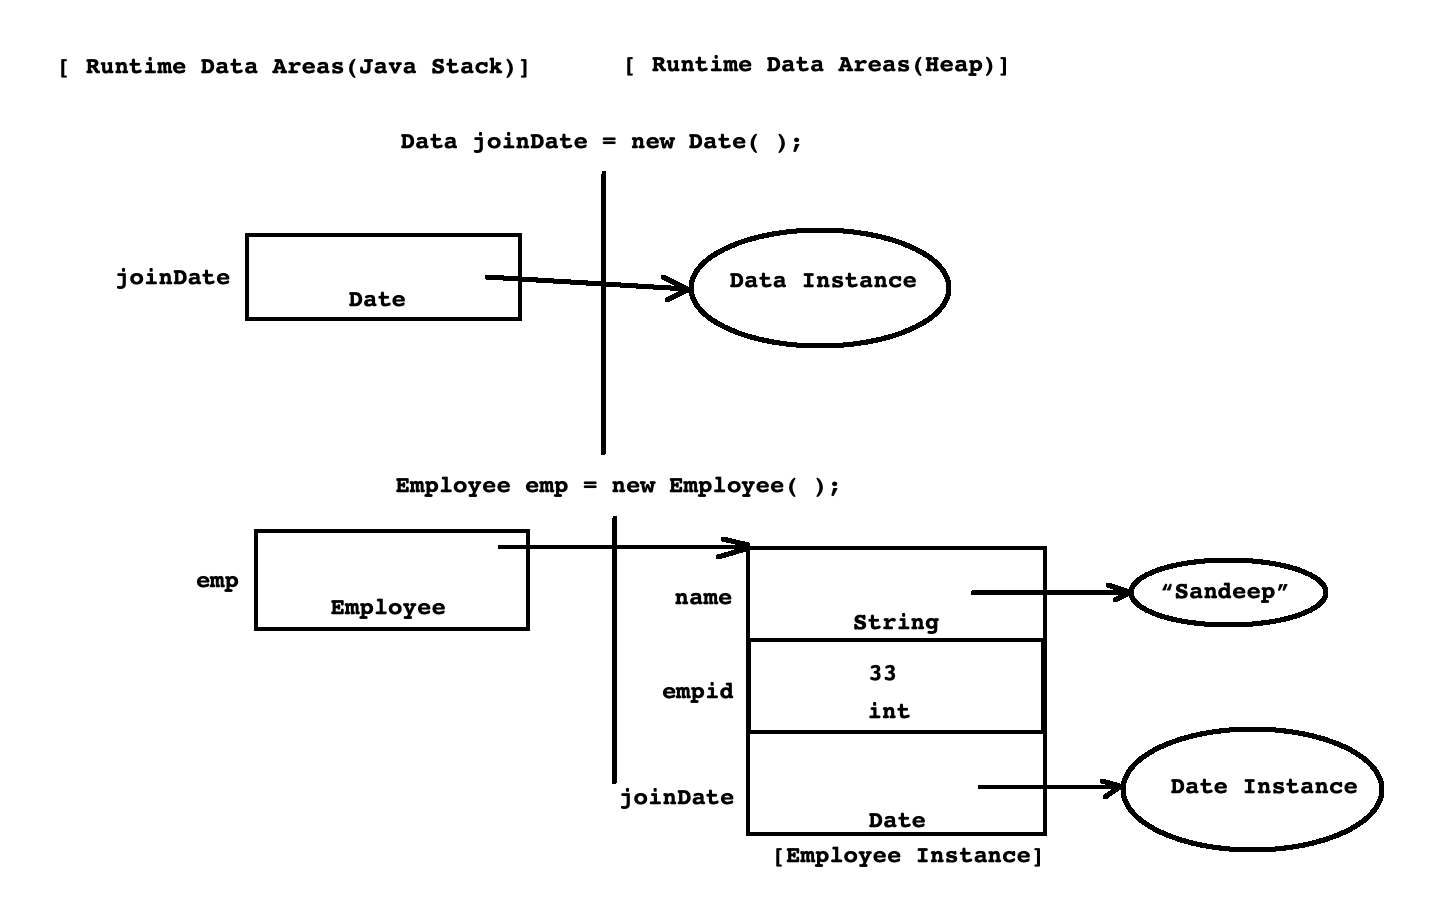 [ Runtime Data Areas(Java Stack)]
[ Runtime Data Areas(Heap)]
Data joinDate = new Date( );
joinDate
Date
Data Instance
Employee emp = new Employee( );
emp
Employee
name
String
“Sandeep”
empid
33
int
joinDate
Date
Date Instance
[Employee Instance]